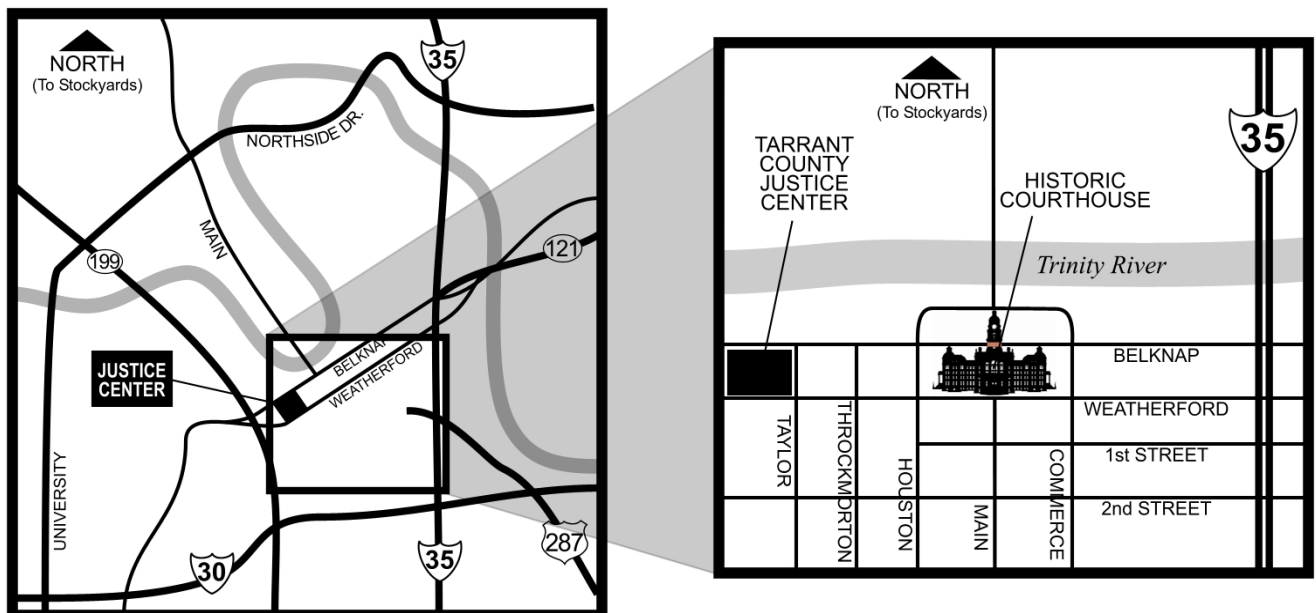 NORTH
(To Stockyards)
35
NORTHSIDE DR.
MAIN
199
121
BELKNAP
WEATHERFORD
JUSTICE
CENTER
UNIVERSITY
30
35
287
NORTH
(To Stockyards)
35
TARRANT
COUNTY
JUSTICE
CENTER
HISTORIC
COURTHOUSE
Trinity River
BELKNAP
WEATHERFORD
1st STREET
2nd STREET
TAYLOR
THROCKMORTON
HOUSTON
MAIN
COMMERCE